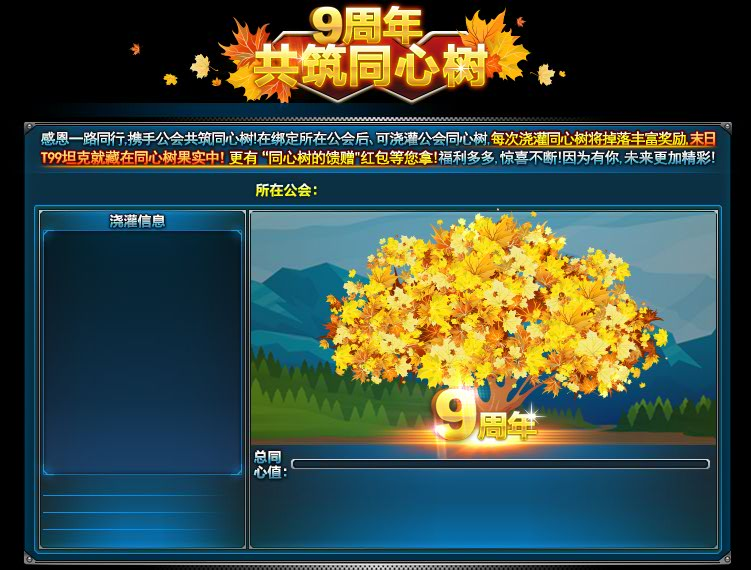 9周年
共筑同心树
感恩一路同行,携手公会共筑同心树!在绑定所在公会后、可浇灌公会同心树,每次浇灌同心树将掉落丰富奖励,末日
T99坦克就藏在同心树果实中! 更有 "同心树的馈赠"红包等您拿!福利多多,惊喜不断!因为有你,未来更加精彩!
所在公会:
浇灌信息
9周年
总同
心值: